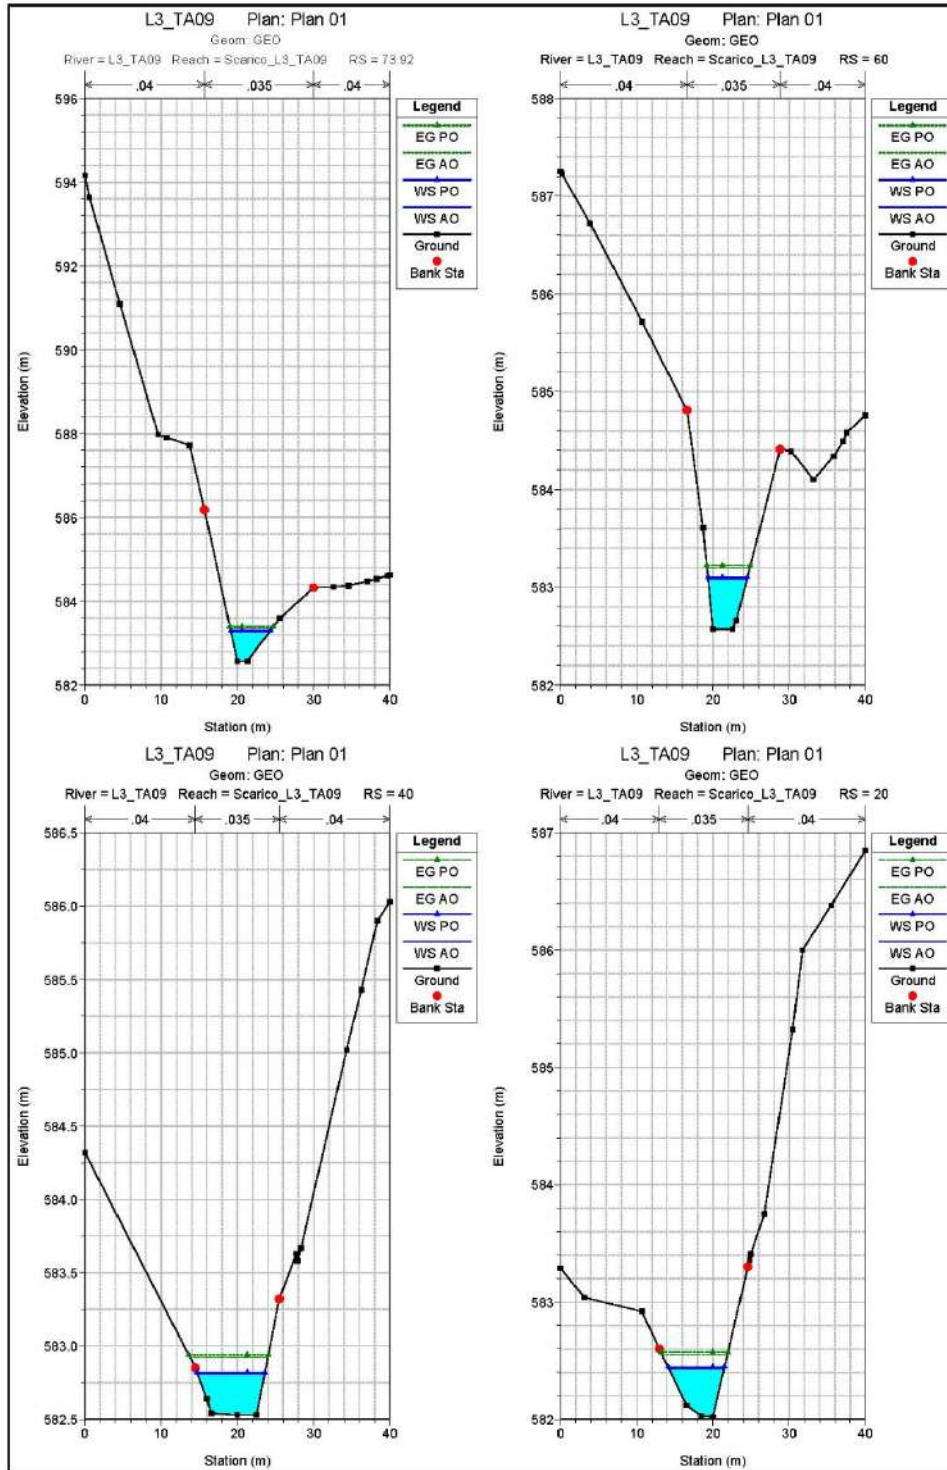 L3_TA09 Plan: Plan 01
Geom: GEO
River = L3_TA09 Reach = Scarico_L3_TA09 RS = 73.92
.04 .035 .04
596
594
592
590
588
586
584
582
Elevation (m)
0 10 20 30 40
Station (m)
Legend
EG PO
EG AO
WS PO
WS AO
Ground
Bank Sta
L3_TA09 Plan: Plan 01
Geom: GEO
River = L3_TA09 Reach = Scarico_L3_TA09 RS = 60
.04 .035 .04
588
587
586
585
584
583
582
Elevation (m)
0 10 20 30 40
Station (m)
Legend
EG PO
EG AO
WS PO
WS AO
Ground
Bank Sta
L3_TA09 Plan: Plan 01
Geom: GEO
River = L3_TA09 Reach = Scarico_L3_TA09 RS = 40
.04 .035 .04
586.5
586.0
585.5
585.0
584.5
584.0
583.5
583.0
582.5
Elevation (m)
0 10 20 30 40
Station (m)
Legend
EG PO
EG AO
WS PO
WS AO
Ground
Bank Sta
L3_TA09 Plan: Plan 01
Geom: GEO
River = L3_TA09 Reach = Scarico_L3_TA09 RS = 20
.04 .035 .04
587
586
585
584
583
582
Elevation (m)
0 10 20 30 40
Station (m)
Legend
EG PO
EG AO
WS PO
WS AO
Ground
Bank Sta